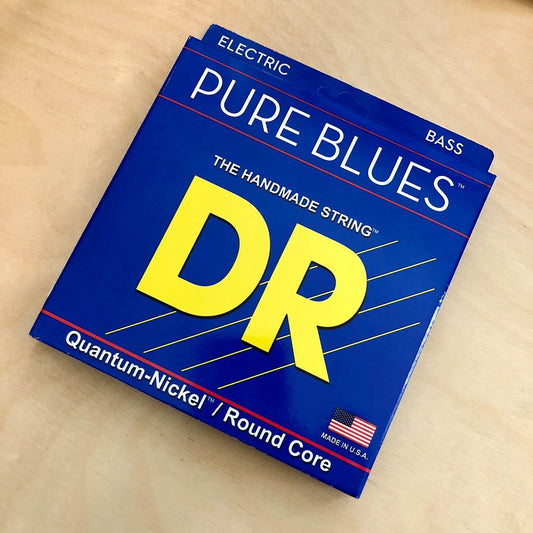 ELECTRIC
BASS
PURE BLUES™
THE HANDMADE STRING™
DR
MADE IN U.S.A.
Quantum-Nickel™ / Round Core